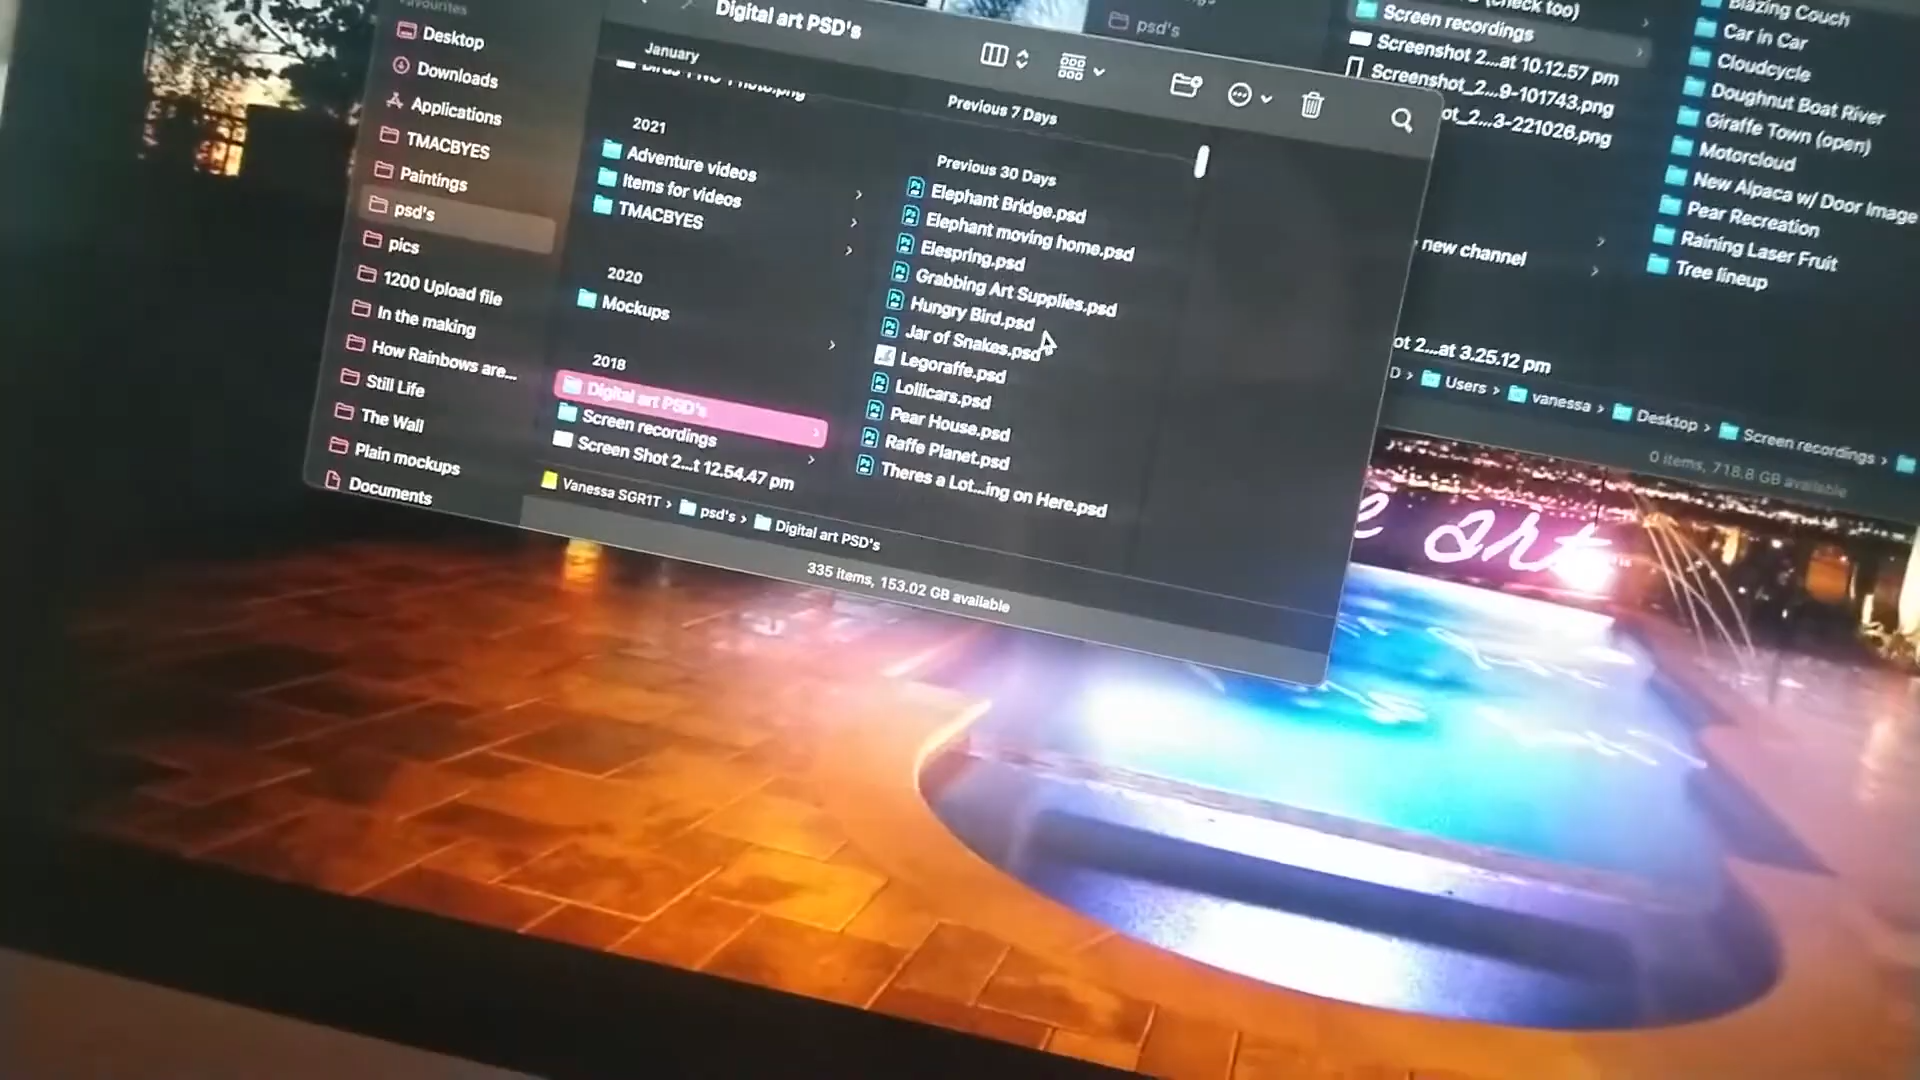 Favourites
Desktop
Downloads
Applications
TMACBYES
Paintings
psd's
pics
1200 Upload file
In the making
How Rainbows are...
Still Life
The Wall
Plain mockups
Documents
Digital art PSD's
January
2021
Adventure videos
Items for videos
TMACBYES
2020
Mockups
2018
Digital art PSD's
Screen recordings
Screen Shot 2...t 12.54.47 pm
Previous 7 Days
Previous 30 Days
Elephant Bridge.psd
Elephant moving home.psd
Elespring.psd
Grabbing Art Supplies.psd
Hungry Bird.psd
Jar of Snakes.psd
Legoraffe.psd
Lollicars.psd
Pear House.psd
Raffe Planet.psd
Theres a Lot...ing on Here.psd
Vanessa SGR1T > psd's > Digital art PSD's
335 items, 153.02 GB available
psd's
check too)
Screen recordings
Screenshot 2...at 10.12.57 pm
Screenshot_2...9-101743.png
ot_2...3-221026.png
new channel
ot 2...at 3.25.12 pm
Blazing Couch
Car in Car
Cloudcycle
Doughnut Boat River
Giraffe Town (open)
Motorcloud
New Alpaca w/ Door Image
Pear Recreation
Raining Laser Fruit
Tree lineup
D > Users > vanessa > Desktop > Screen recordings >
0 items, 718.8 GB available
e art